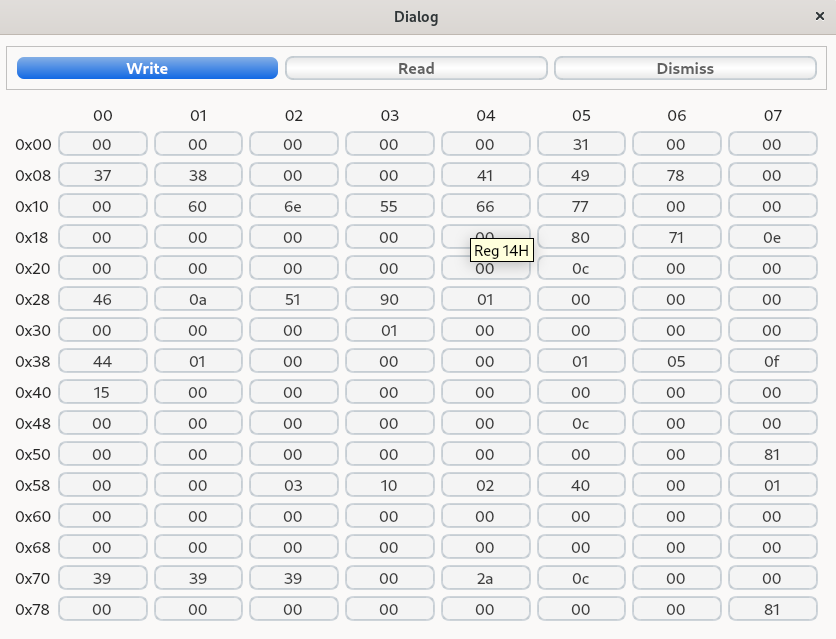 Dialog ×
Write Read Dismiss
00 01 02 03 04 05 06 07
0x00 00 00 00 00 00 31 00 00
0x08 37 38 00 00 41 49 78 00
0x10 00 60 6e 55 66 77 00 00
0x18 00 00 00 00 00 80 71 0e
Reg 14H
0x20 00 00 00 00 00 0c 00 00
0x28 46 0a 51 90 01 00 00 00
0x30 00 00 00 01 00 00 00 00
0x38 44 01 00 00 00 01 05 0f
0x40 15 00 00 00 00 00 00 00
0x48 00 00 00 00 00 0c 00 00
0x50 00 00 00 00 00 00 00 81
0x58 00 00 03 10 02 40 00 01
0x60 00 00 00 00 00 00 00 00
0x68 00 00 00 00 00 00 00 00
0x70 39 39 39 00 2a 0c 00 00
0x78 00 00 00 00 00 00 00 81